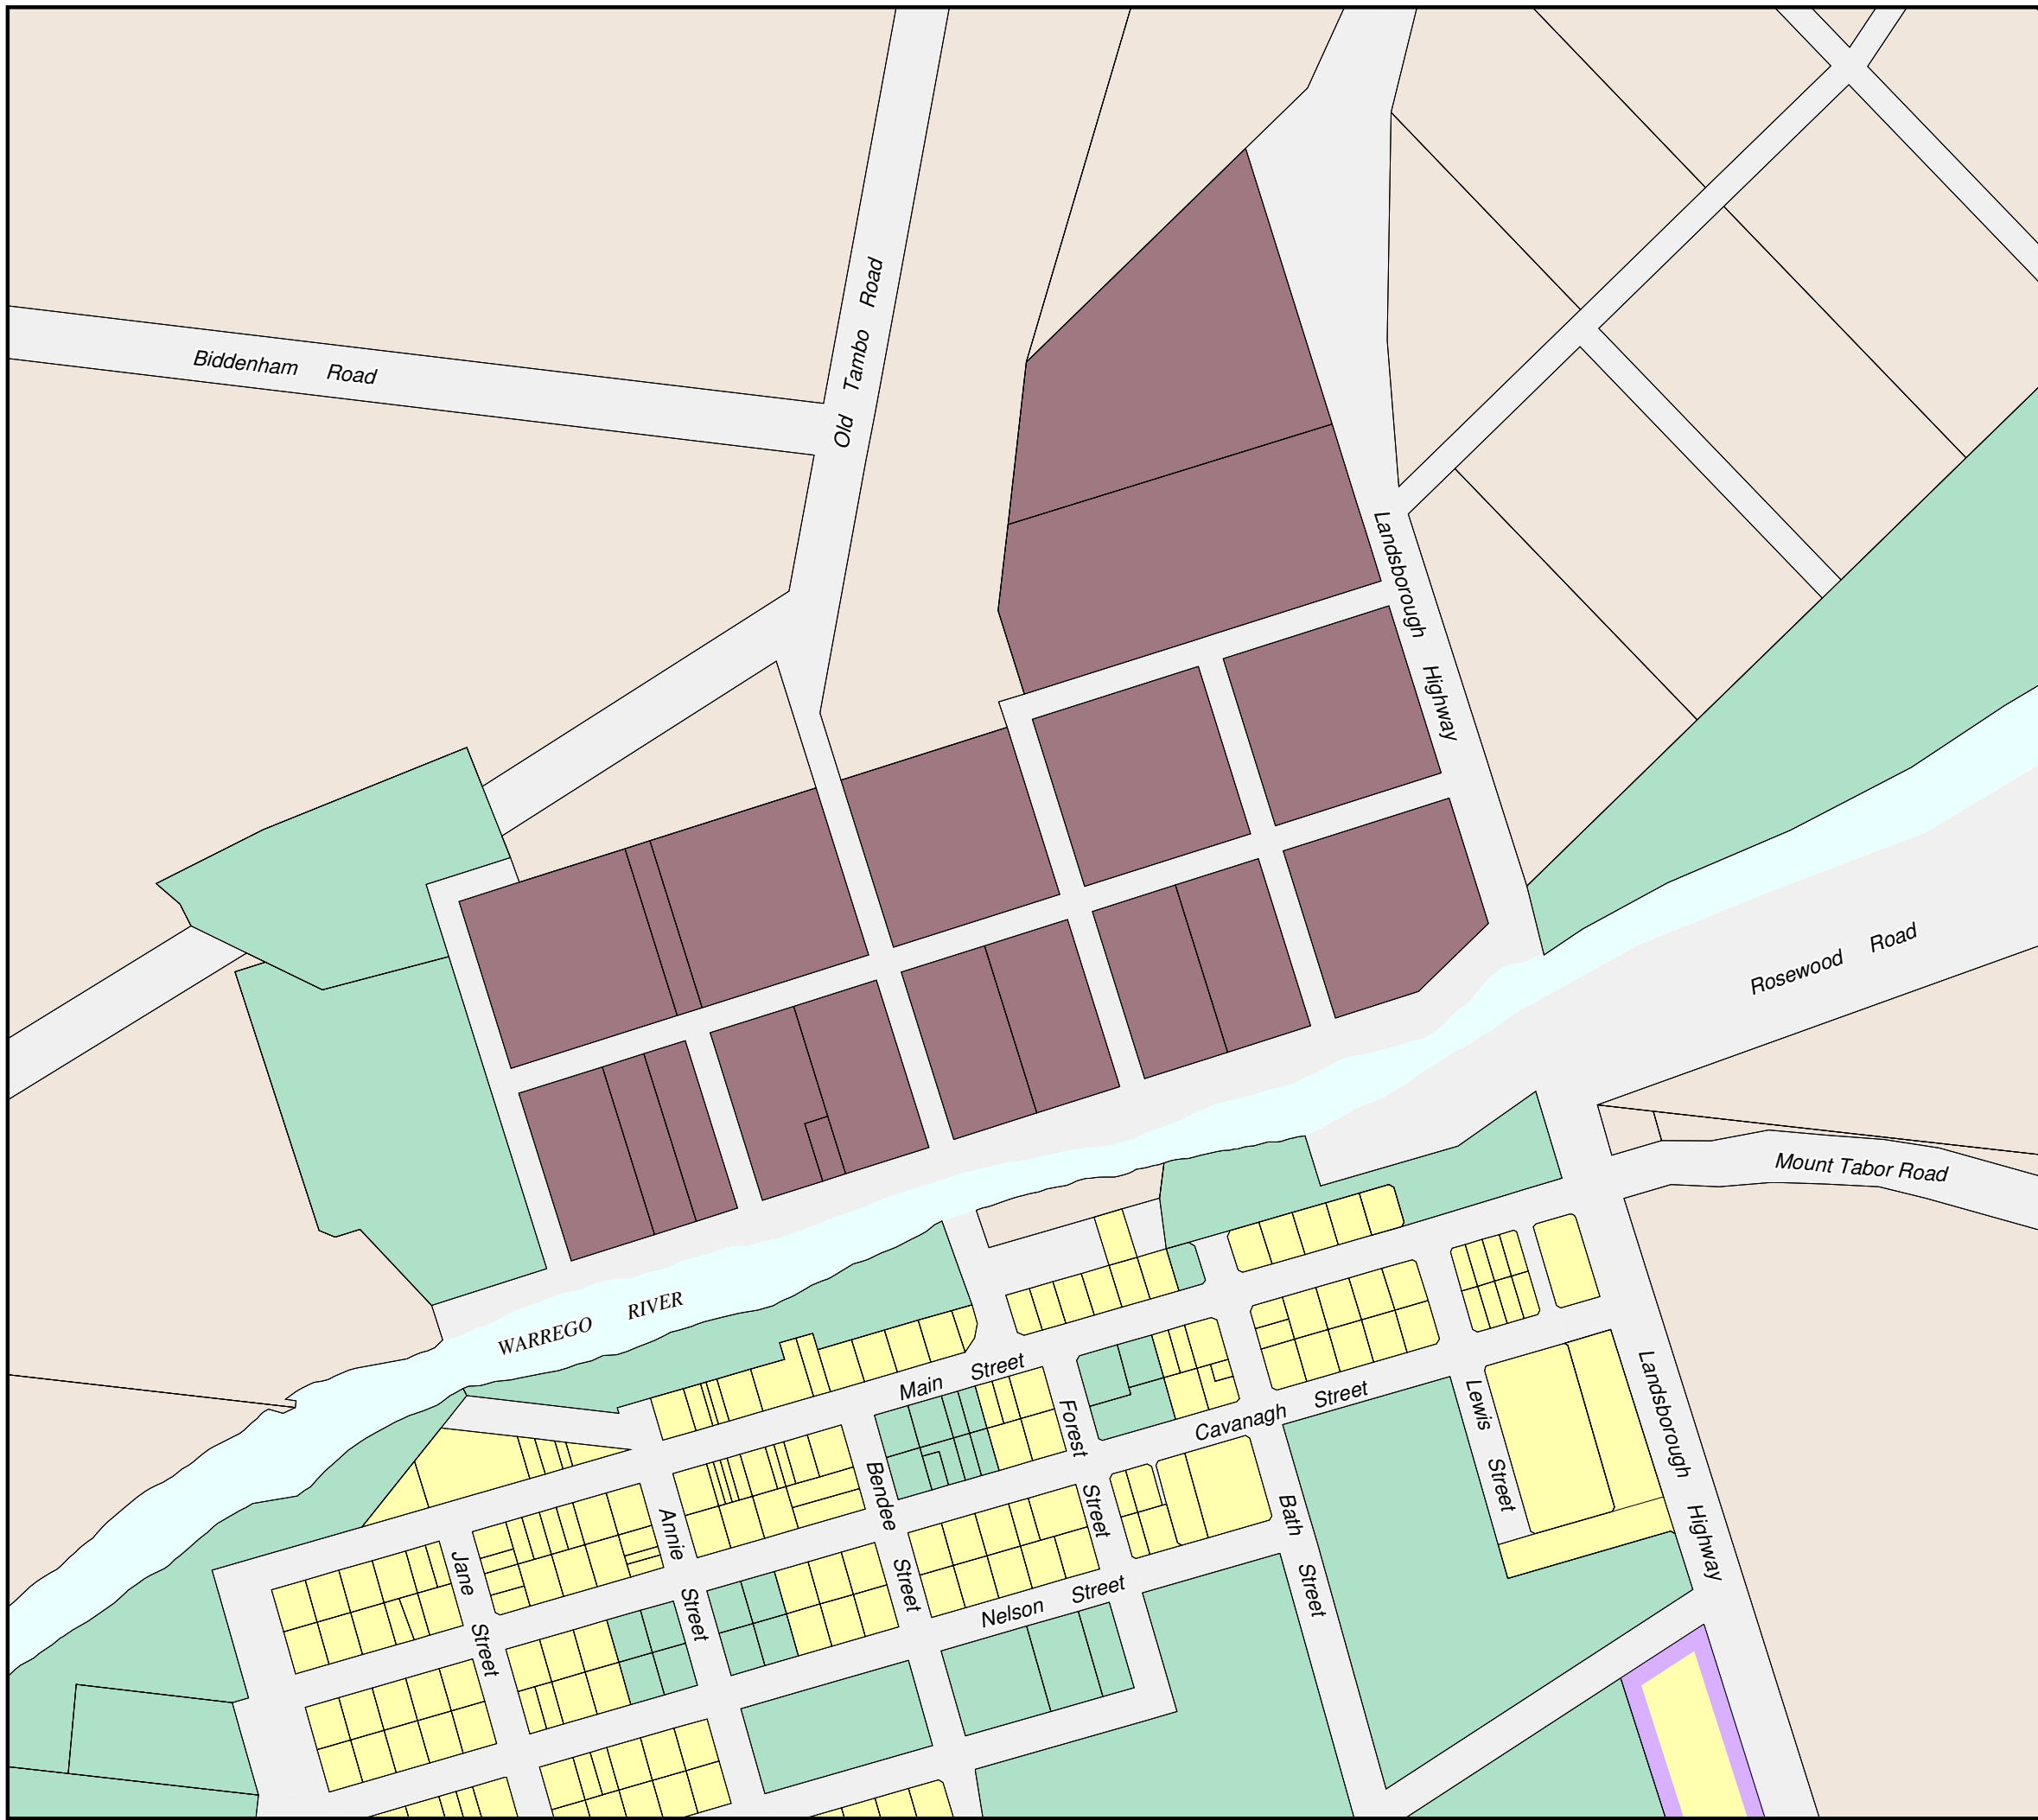 Old Tambo Road
Biddenham Road
Landsborough Highway
Rosewood Road
Mount Tabor Road
WARREGO RIVER
Main Street
Cavanagh Street
Forest Street
Lewis Street
Landsborough Highway
Bendee Street
Bath Street
Annie Street
Jane Street
Nelson Street